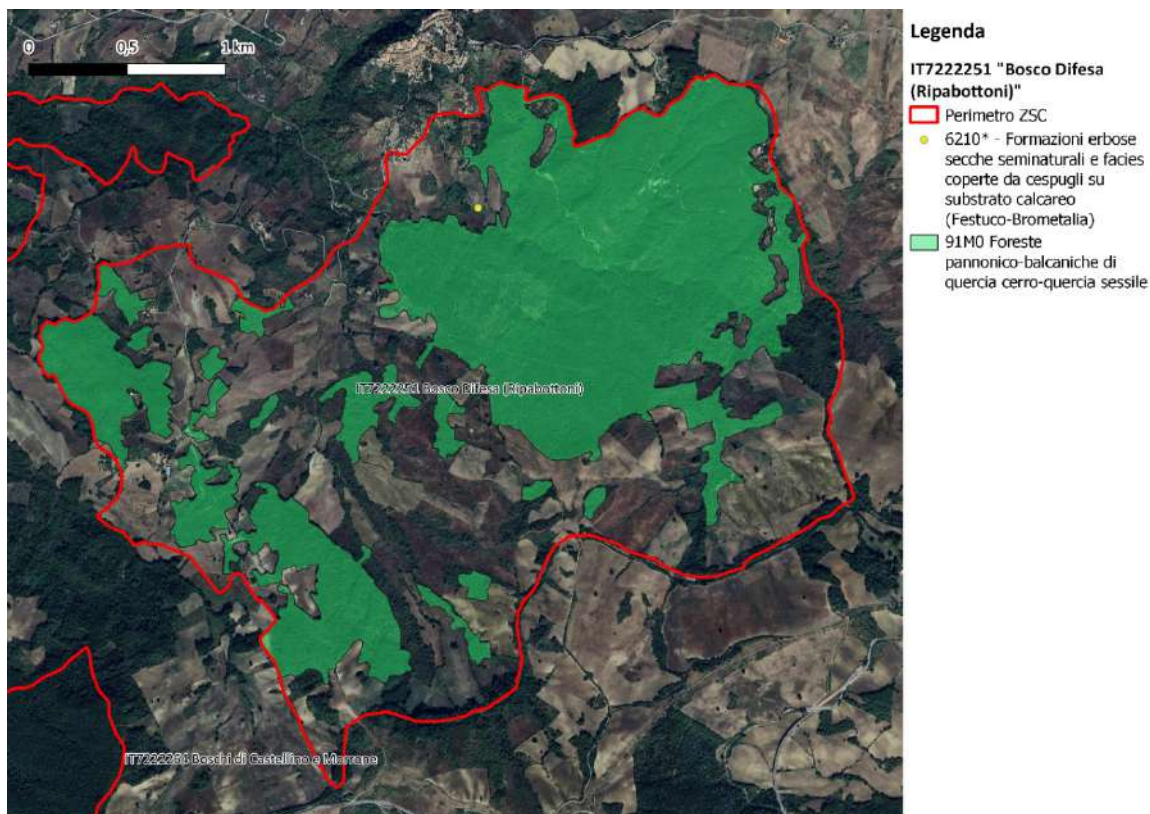 0 0,5 1 km
IT7222251 Bosco Difesa (Ripabottoni)
IT7222261 Boschi di Castellino e Morrone
Legenda
IT7222251 "Bosco Difesa
(Ripabottoni)"
Perimetro ZSC
6210* - Formazioni erbose
secche seminaturali e facies
coperte da cespugli su
substrato calcareo
(Festuco-Brometalia)
91M0 Foreste
pannonico-balcaniche di
quercia cerro-quercia sessile